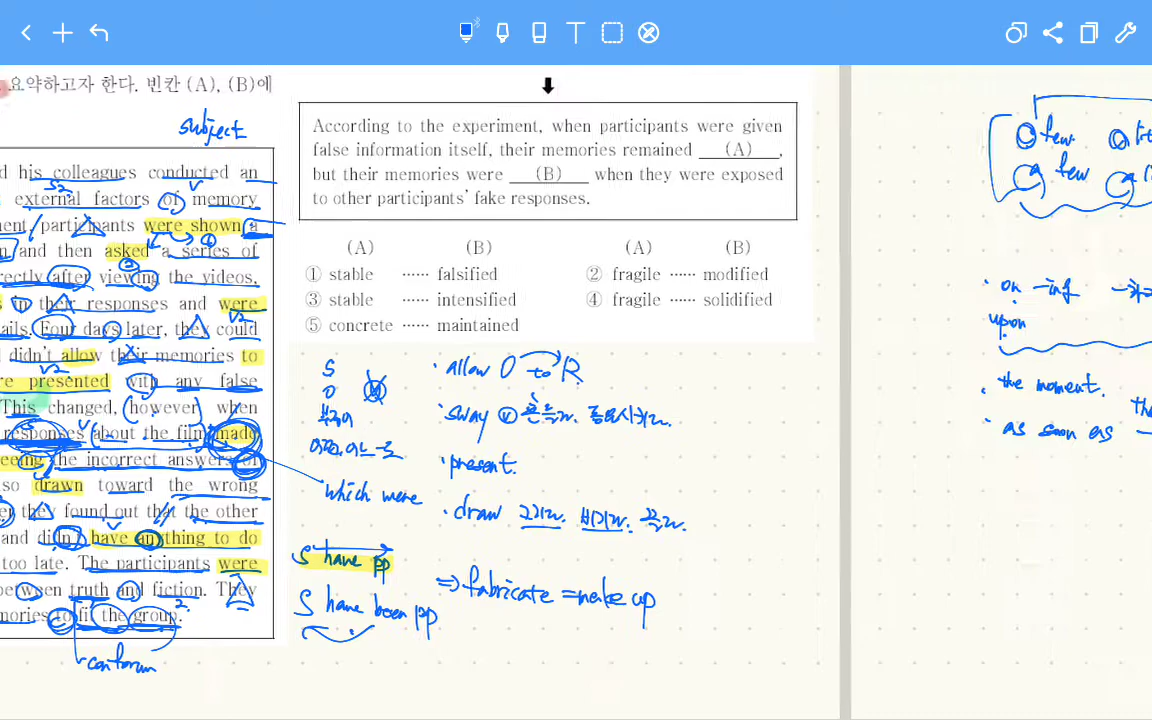 요약하고자 한다. 빈칸 (A), (B)에
subject
d his colleagues conducted an
external factors of memory
ment, participants were shown a
n and then asked a series of
rectly after viewing the videos,
s in their responses and were
ails. Four days later, they could
didn't allow their memories to
re presented with any false
This changed, however when
responses about the film made
eeing the incorrect answers of
so drawn toward the wrong
er they found out that the other
and didn't have anything to do
too late. The participants were
between truth and fiction. They
mories to fit the group.
conform
According to the experiment, when participants were given
false information itself, their memories remained (A),
but their memories were (B) when they were exposed
to other participants' fake responses.
(A) (B) (A) (B)
① stable ······ falsified ② fragile ······ modified
③ stable ······ intensified ④ fragile ······ solidified
⑤ concrete ······ maintained
S
O
· allow O to R
· sway ⓥ 흔들다. 동요시키다.
· present.
which were
· draw 그리다. 비기다. 끌다.
S have pp
S have been pp
⇒ fabricate = make up
few
a few
· on -ing
upon
· the moment.
· as soon as